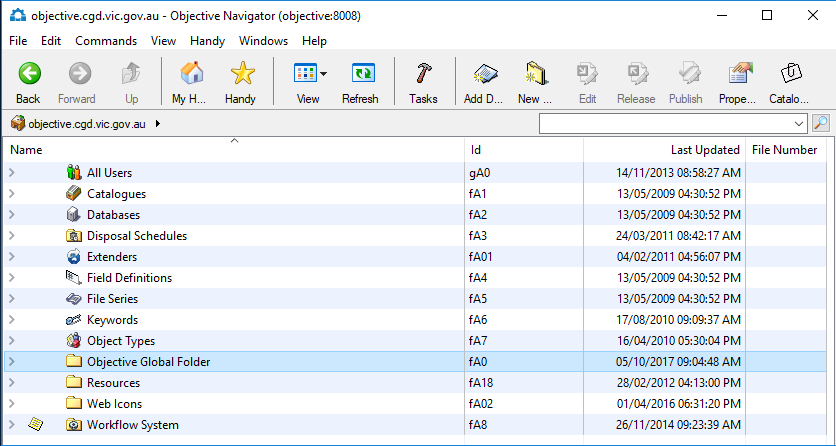 objective.cgd.vic.gov.au - Objective Navigator (objective:8008)
File Edit Commands View Handy Windows Help
Back Forward Up My H... Handy View Refresh Tasks Add D... New ... Edit Release Publish Prope... Catalo...
objective.cgd.vic.gov.au
Name Id Last Updated File Number
All Users gA0 14/11/2013 08:58:27 AM
Catalogues fA1 13/05/2009 04:30:52 PM
Databases fA2 13/05/2009 04:30:52 PM
Disposal Schedules fA3 24/03/2011 08:42:17 AM
Extenders fA01 04/02/2011 04:56:07 PM
Field Definitions fA4 13/05/2009 04:30:52 PM
File Series fA5 13/05/2009 04:30:52 PM
Keywords fA6 17/08/2010 09:09:37 AM
Object Types fA7 16/04/2010 05:30:04 PM
Objective Global Folder fA0 05/10/2017 09:04:48 AM
Resources fA18 28/02/2012 04:13:00 PM
Web Icons fA02 01/04/2016 06:31:20 PM
Workflow System fA8 26/11/2014 09:23:39 AM